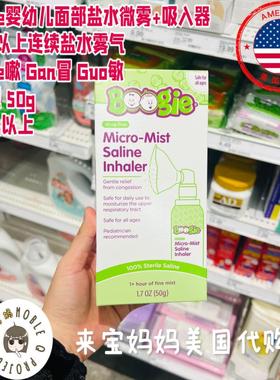 婴幼儿面部盐水微雾+吸入器
以上连续盐水雾气
嗽 Gan冒 Guo敏
50g
以上
AMERICA
Boogie
Safe for all ages
Micro-Mist
Saline
Inhaler
Gentle relief
from congestion
Safe for daily use to
moisturize the upper
respiratory tract
Safe for all ages
Pediatrician
recommended
Boogie
Micro-Mist
Saline
Inhaler
100% Sterile Saline
1+ hour of fine mist
1.7 OZ (50g)
NOBLE Q PROJECT
来宝妈妈美国代购